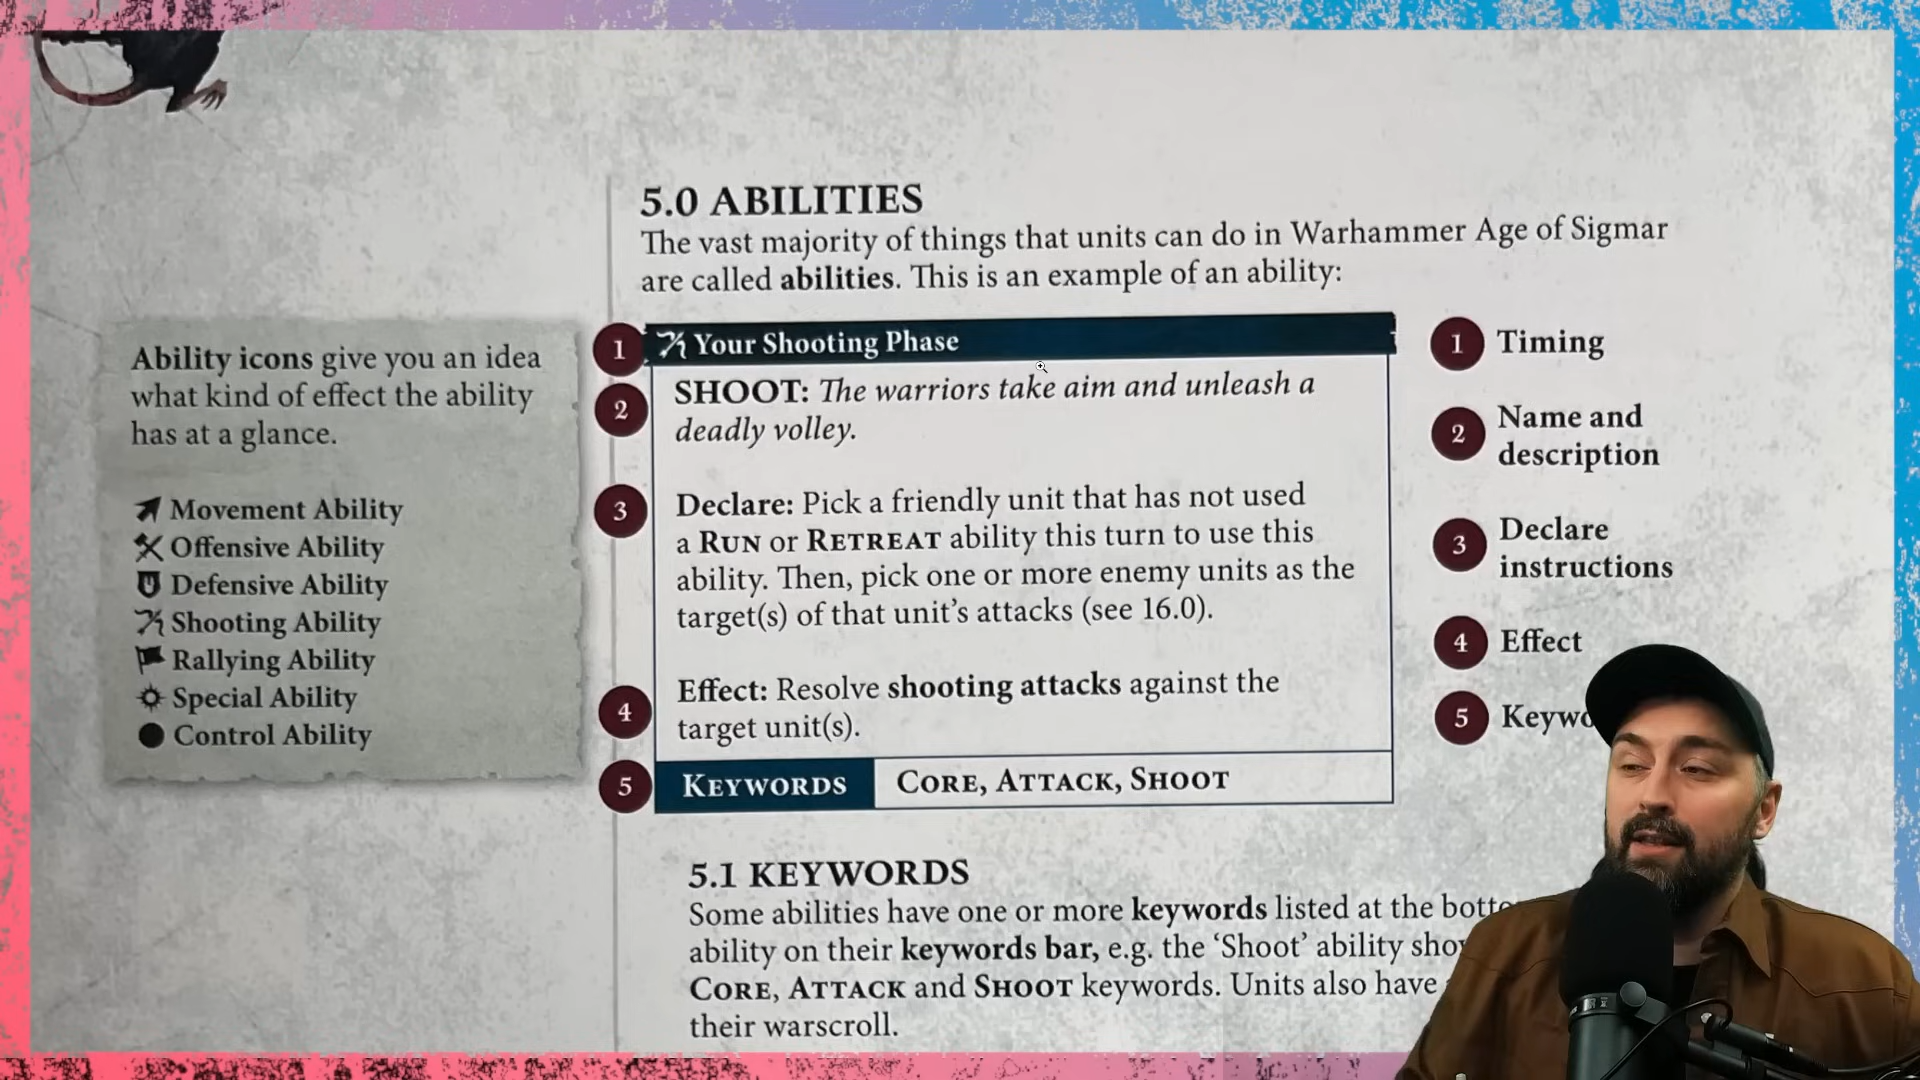 5.0 ABILITIES
The vast majority of things that units can do in Warhammer Age of Sigmar
are called abilities. This is an example of an ability:
Ability icons give you an idea
what kind of effect the ability
has at a glance.
Movement Ability
Offensive Ability
Defensive Ability
Shooting Ability
Rallying Ability
Special Ability
Control Ability
1 Your Shooting Phase
2 SHOOT: The warriors take aim and unleash a
deadly volley.
3 Declare: Pick a friendly unit that has not used
a RUN or RETREAT ability this turn to use this
ability. Then, pick one or more enemy units as the
target(s) of that unit's attacks (see 16.0).
4 Effect: Resolve shooting attacks against the
target unit(s).
5 KEYWORDS CORE, ATTACK, SHOOT
1 Timing
2 Name and
description
3 Declare
instructions
4 Effect
5
5.1 KEYWORDS
Some abilities have one or more keywords listed at the
ability on their keywords bar, e.g. the 'Shoot' ability
CORE, ATTACK and SHOOT keywords. Units also have
their warscroll.